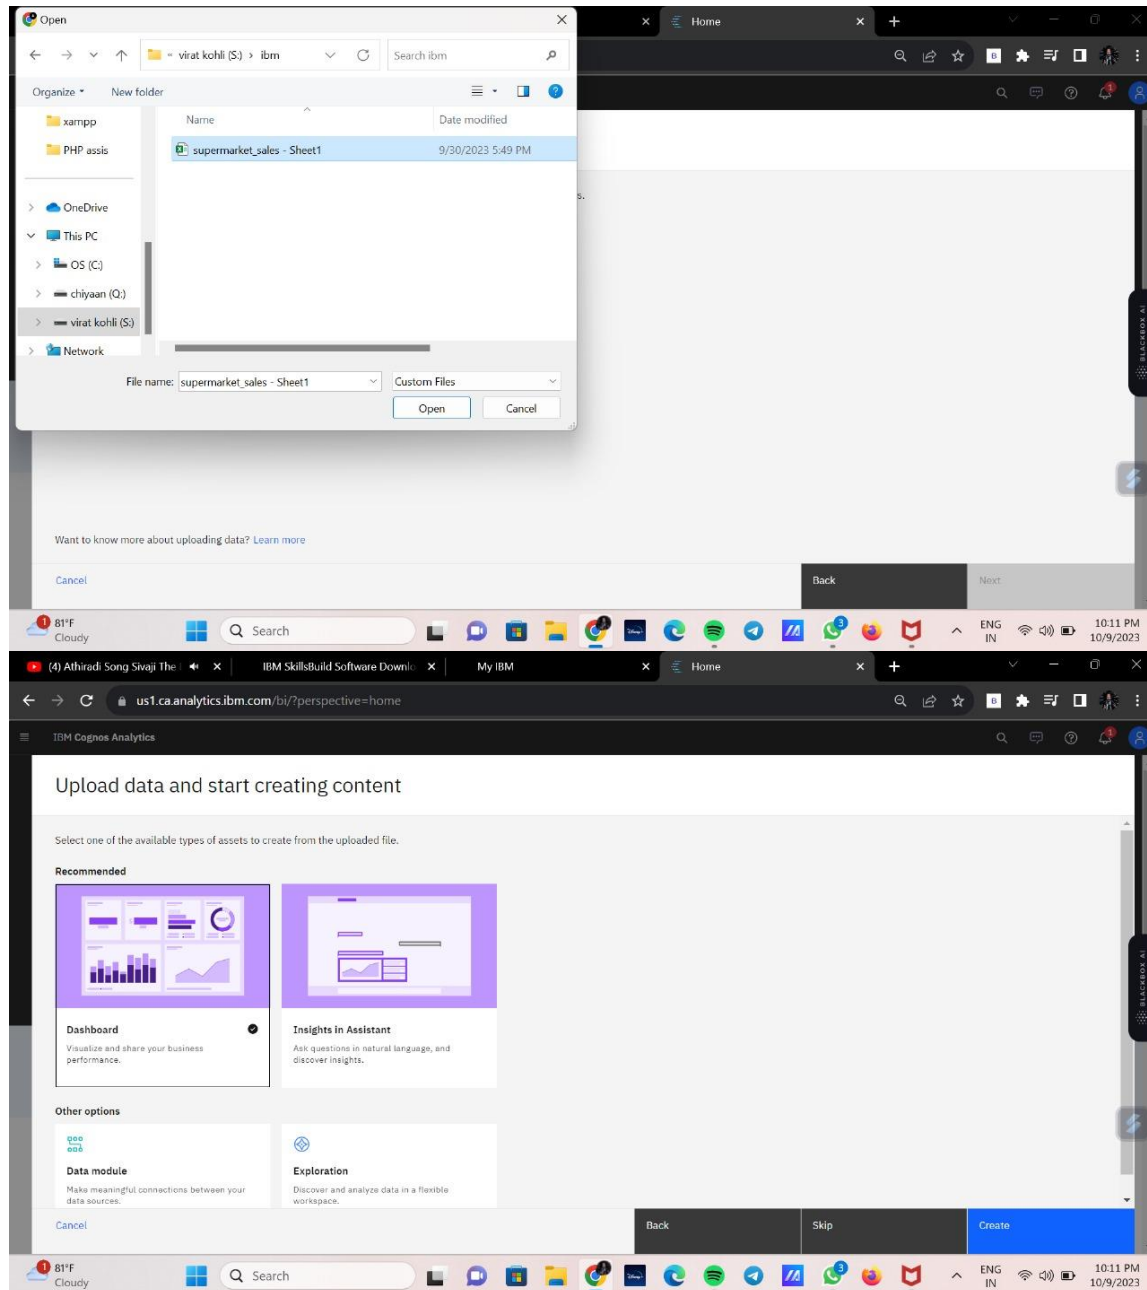 Open
Home
virat kohli (S:) › ibm
Search ibm
Organize
New folder
Name
Date modified
xampp
PHP assis
supermarket_sales - Sheet1
9/30/2023 5:49 PM
s.
OneDrive
This PC
OS (C:)
chiyaan (Q:)
virat kohli (S:)
Network
BLACKBOX AI
File name:
supermarket_sales - Sheet1
Custom Files
Open
Cancel
Want to know more about uploading data? Learn more
Cancel
Back
Next
1
81°F
Cloudy
Search
3
ENG
IN
10:11 PM
10/9/2023
(4) Athiradi Song Sivaji The
IBM SkillsBuild Software Downlo
My IBM
Home
us1.ca.analytics.ibm.com/bi/?perspective=home
IBM Cognos Analytics
Upload data and start creating content
Select one of the available types of assets to create from the uploaded file.
Recommended
Dashboard
Visualize and share your business
performance.
Insights in Assistant
Ask questions in natural language, and
discover insights.
BLACKBOX AI
Other options
Data module
Make meaningful connections between your
data sources.
Exploration
Discover and analyze data in a flexible
workspace.
Cancel
Back
Skip
Create
1
81°F
Cloudy
Search
3
ENG
IN
10:11 PM
10/9/2023